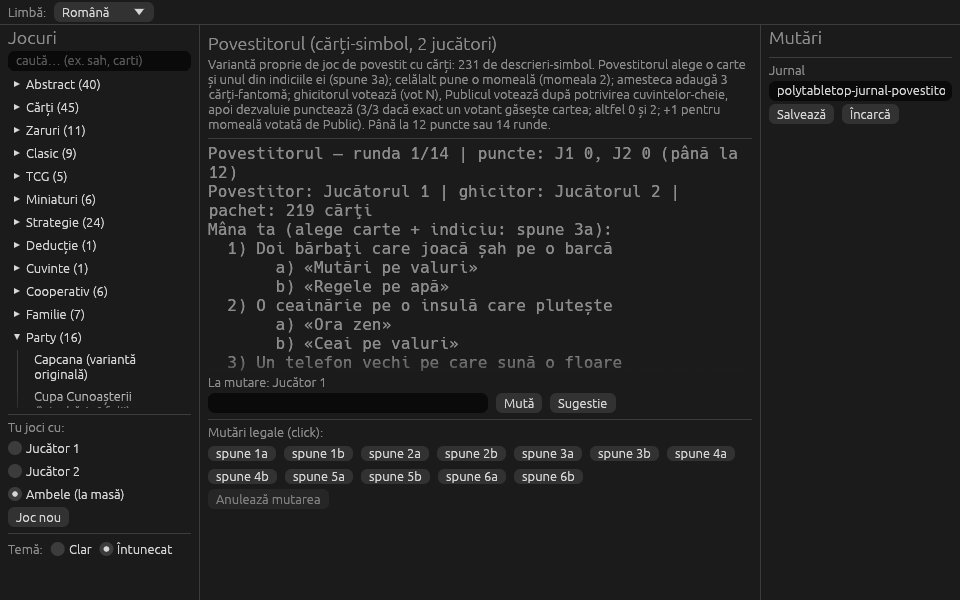 Limbă: Română
Jocuri
caută... (ex. sah, carti)
Abstract (40)
Cărți (45)
Zaruri (11)
Clasic (9)
TCG (5)
Miniaturi (6)
Strategie (24)
Deducție (1)
Cuvinte (1)
Cooperativ (6)
Familie (7)
Party (16)
Capcana (variantă
originală)
Cupa Cunoașterii
Tu joci cu:
Jucător 1
Jucător 2
Ambele (la masă)
Joc nou
Temă: Clar Întunecat
Povestitorul (cărți-simbol, 2 jucători)
Variantă proprie de joc de povestit cu cărți: 231 de descrieri-simbol. Povestitorul alege o carte
și unul din indiciile ei (spune 3a); celălalt pune o momeală (momeala 2); amesteca adaugă 3
cărți-fantomă; ghicitorul votează (vot N), Publicul votează după potrivirea cuvintelor-cheie,
apoi dezvaluie punctează (3/3 dacă exact un votant găsește cartea; altfel 0 și 2; +1 pentru
momeală votată de Public). Până la 12 puncte sau 14 runde.
Povestitorul — runda 1/14 | puncte: J1 0, J2 0 (până la
12)
Povestitor: Jucătorul 1 | ghicitor: Jucătorul 2 |
pachet: 219 cărți
Mâna ta (alege carte + indiciu: spune 3a):
1) Doi bărbați care joacă șah pe o barcă
a) «Mutări pe valuri»
b) «Regele pe apă»
2) O ceainărie pe o insulă care plutește
a) «Ora zen»
b) «Ceai pe valuri»
3) Un telefon vechi pe care sună o floare
La mutare: Jucător 1
Mută Sugestie
Mutări legale (click):
spune 1a spune 1b spune 2a spune 2b spune 3a spune 3b spune 4a
spune 4b spune 5a spune 5b spune 6a spune 6b
Anulează mutarea
Mutări
Jurnal
polytabletop-jurnal-povestito
Salvează Încarcă